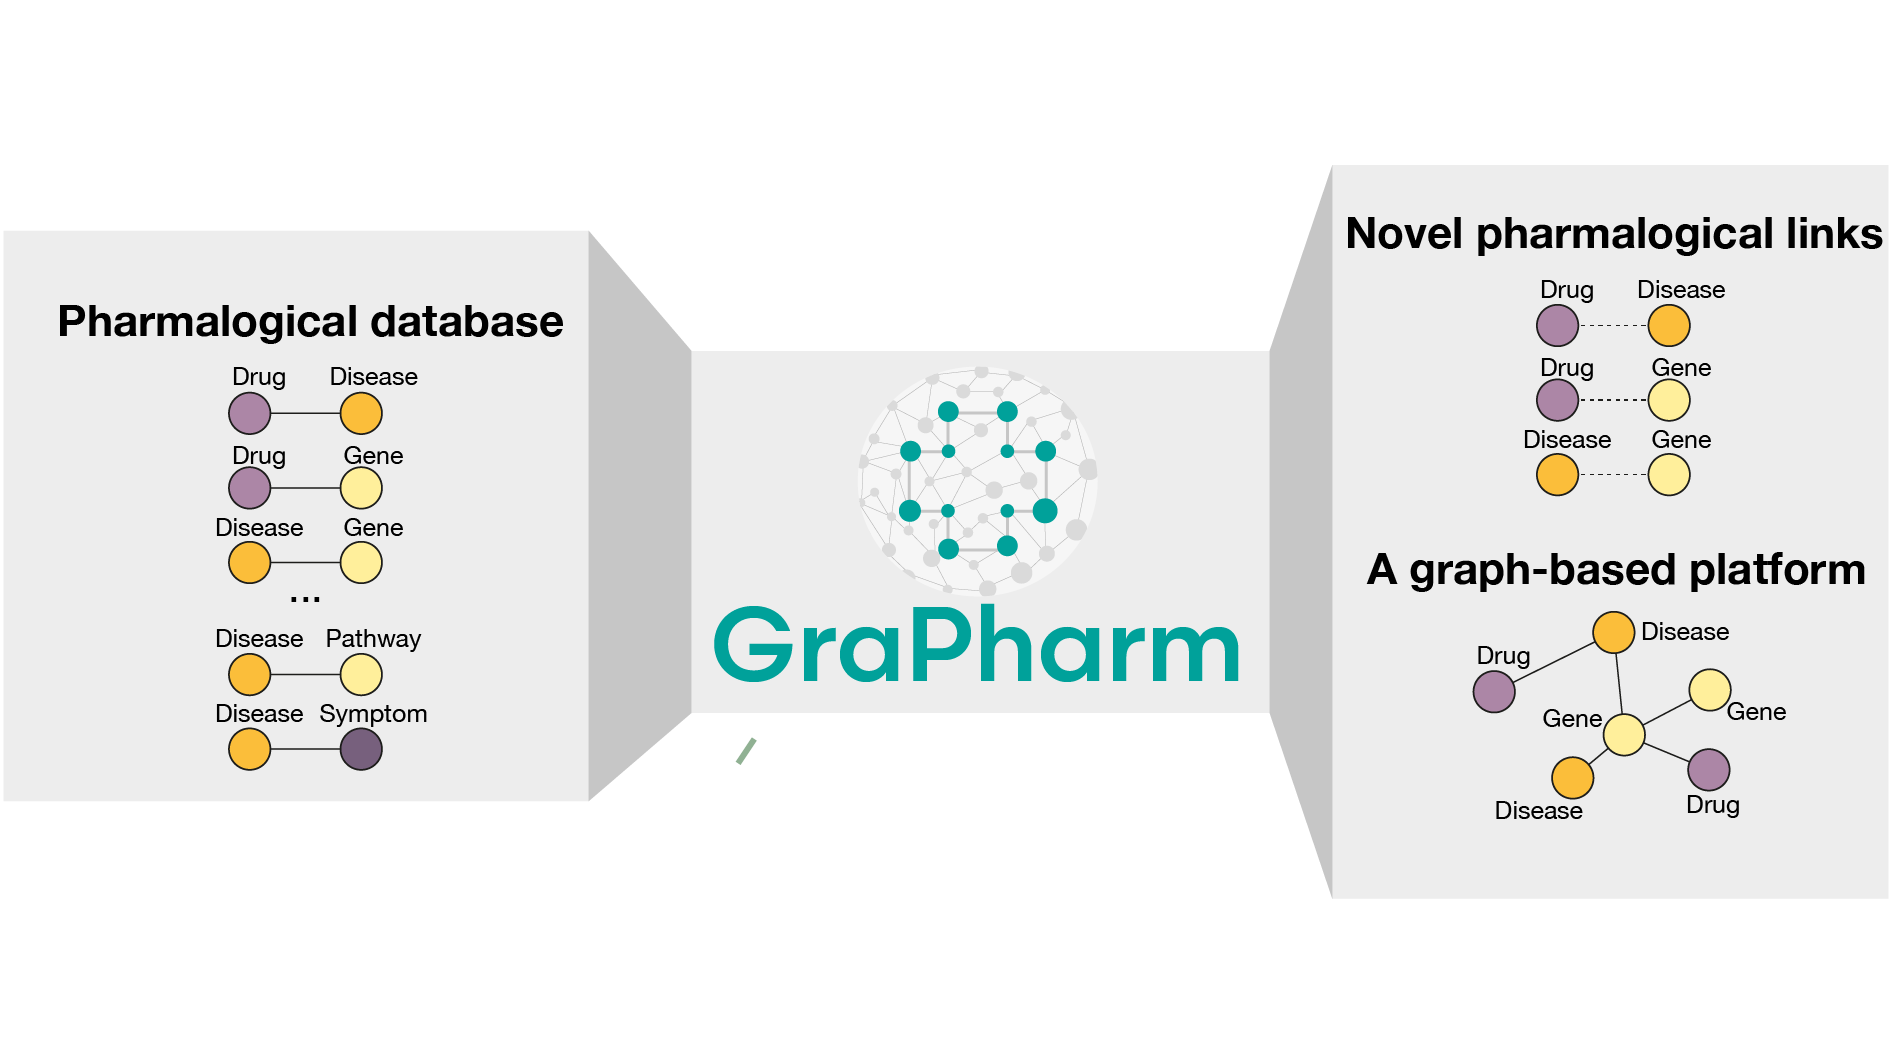 Pharmalogical database
Drug Disease
Drug Gene
Disease Gene
...
Disease Pathway
Disease Symptom
GraPharm
Novel pharmalogical links
Drug Disease
Drug Gene
Disease Gene
A graph-based platform
Disease
Drug
Gene
Gene
Disease
Drug